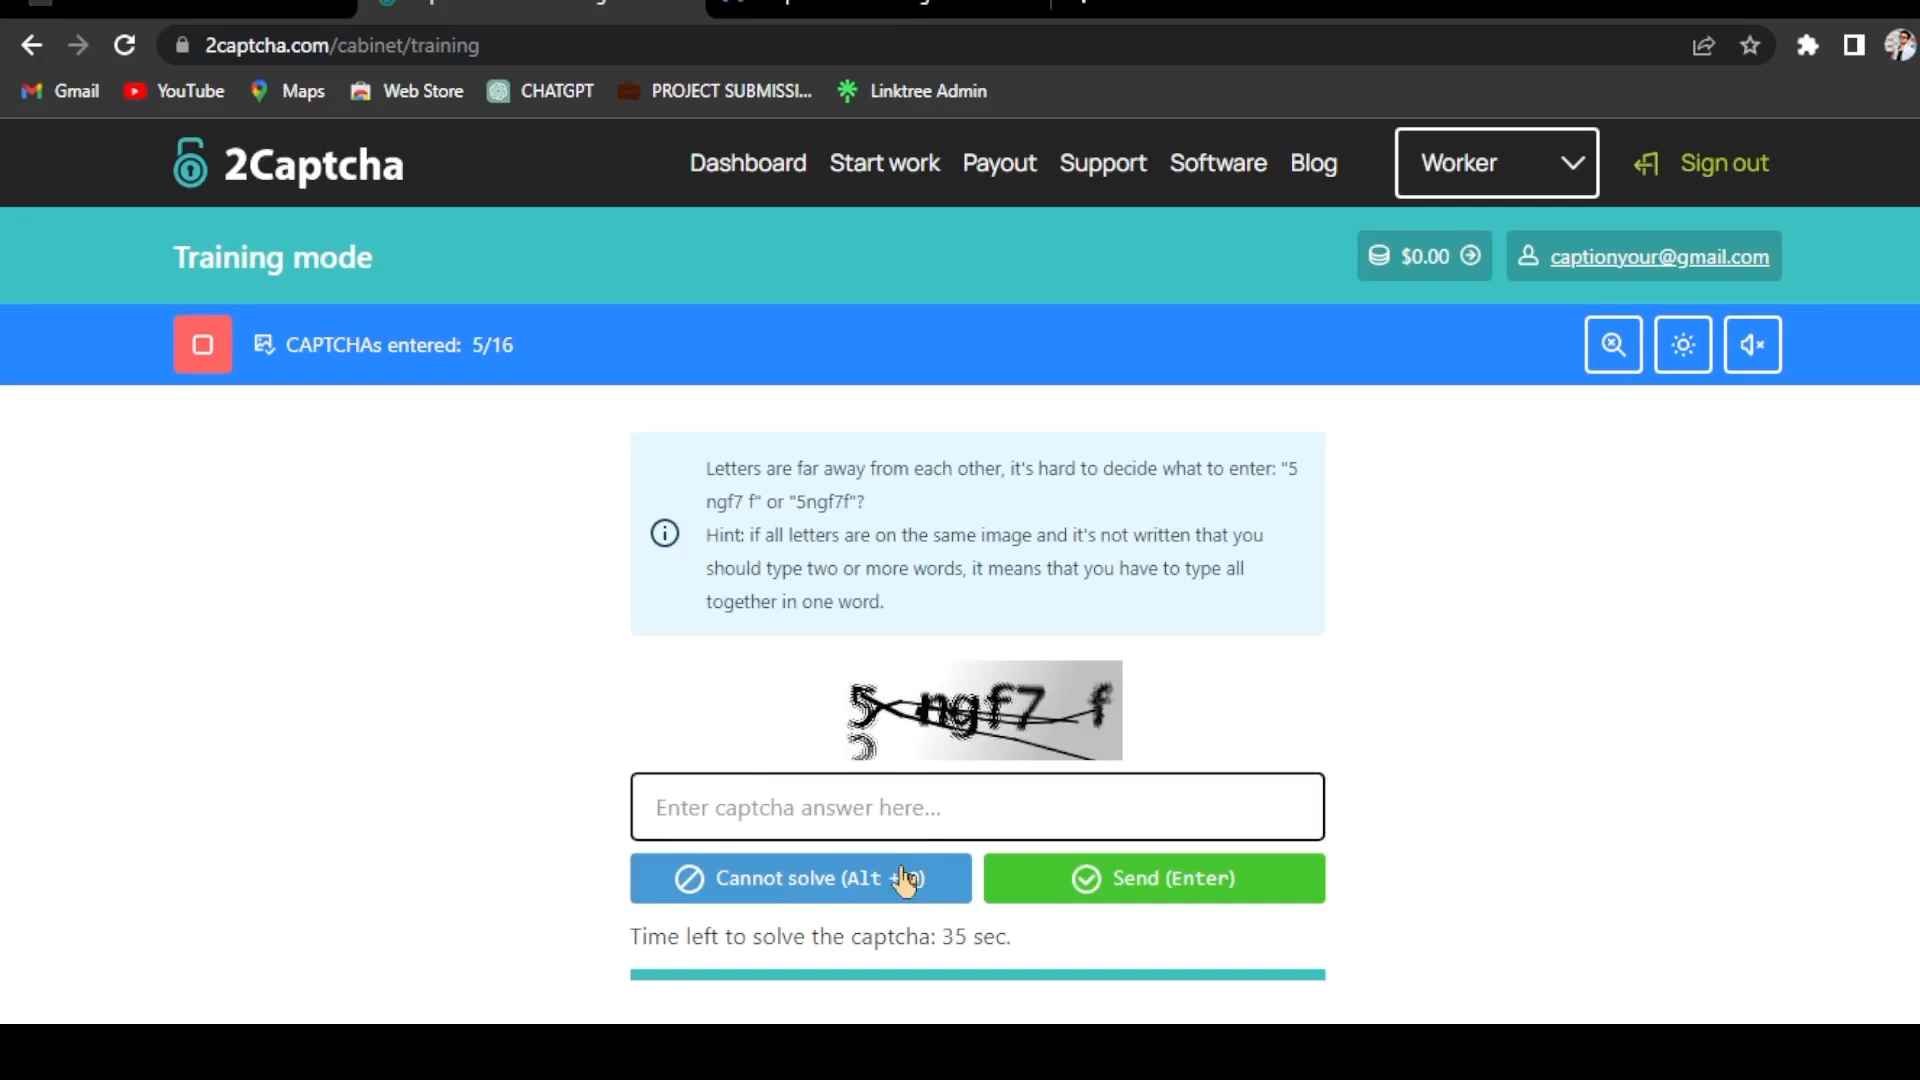 2captcha.com/cabinet/training
Gmail YouTube Maps Web Store CHATGPT PROJECT SUBMISSI... Linktree Admin
2Captcha Dashboard Start work Payout Support Software Blog Worker Sign out
Training mode $0.00 captionyour@gmail.com
CAPTCHAs entered: 5/16
Letters are far away from each other, it's hard to decide what to enter: "5
ngf7 f" or "5ngf7f"?
Hint: if all letters are on the same image and it's not written that you
should type two or more words, it means that you have to type all
together in one word.
5 ngf7 f
Enter captcha answer here...
Cannot solve (Alt + ) Send (Enter)
Time left to solve the captcha: 35 sec.